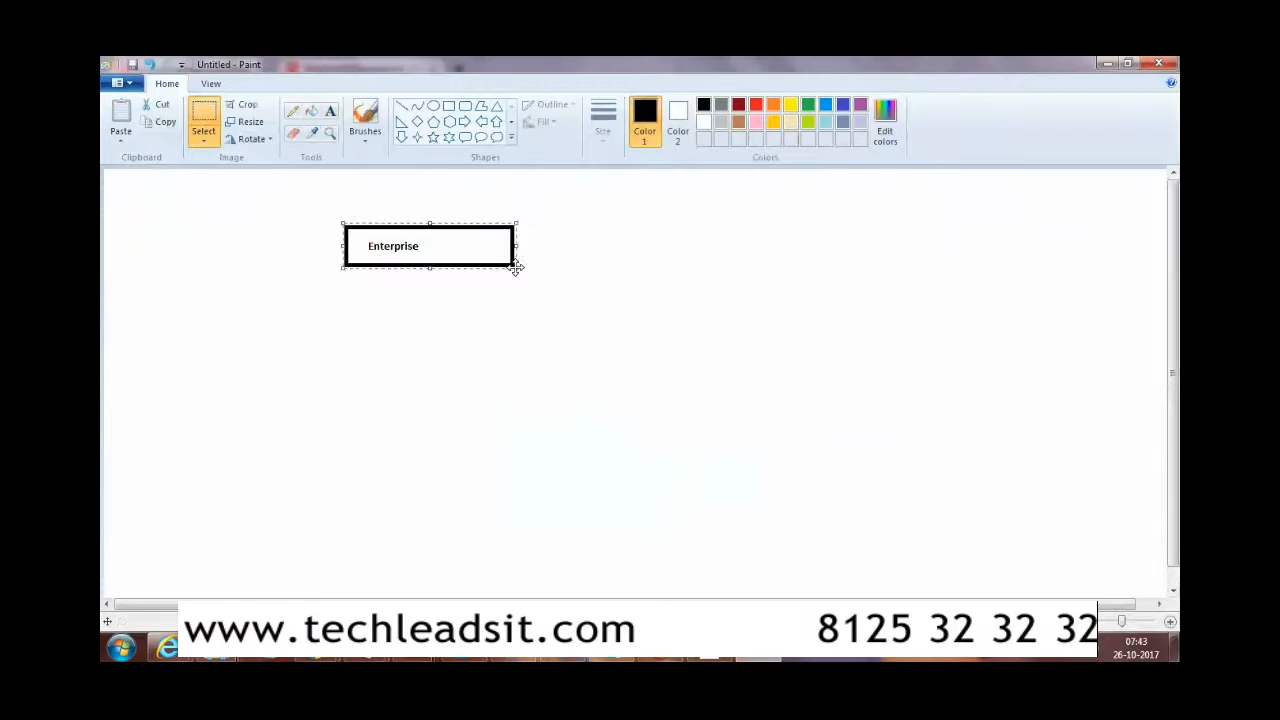 Untitled - Paint
Home View
Paste
Cut
Copy
Clipboard
Select
Crop
Resize
Rotate
Image
Tools
Brushes
Outline
Fill
Shapes
Size
Color 1
Color 2
Edit colors
Colors
Enterprise
www.techleadsit.com 8125 32 32 32
07:43
26-10-2017